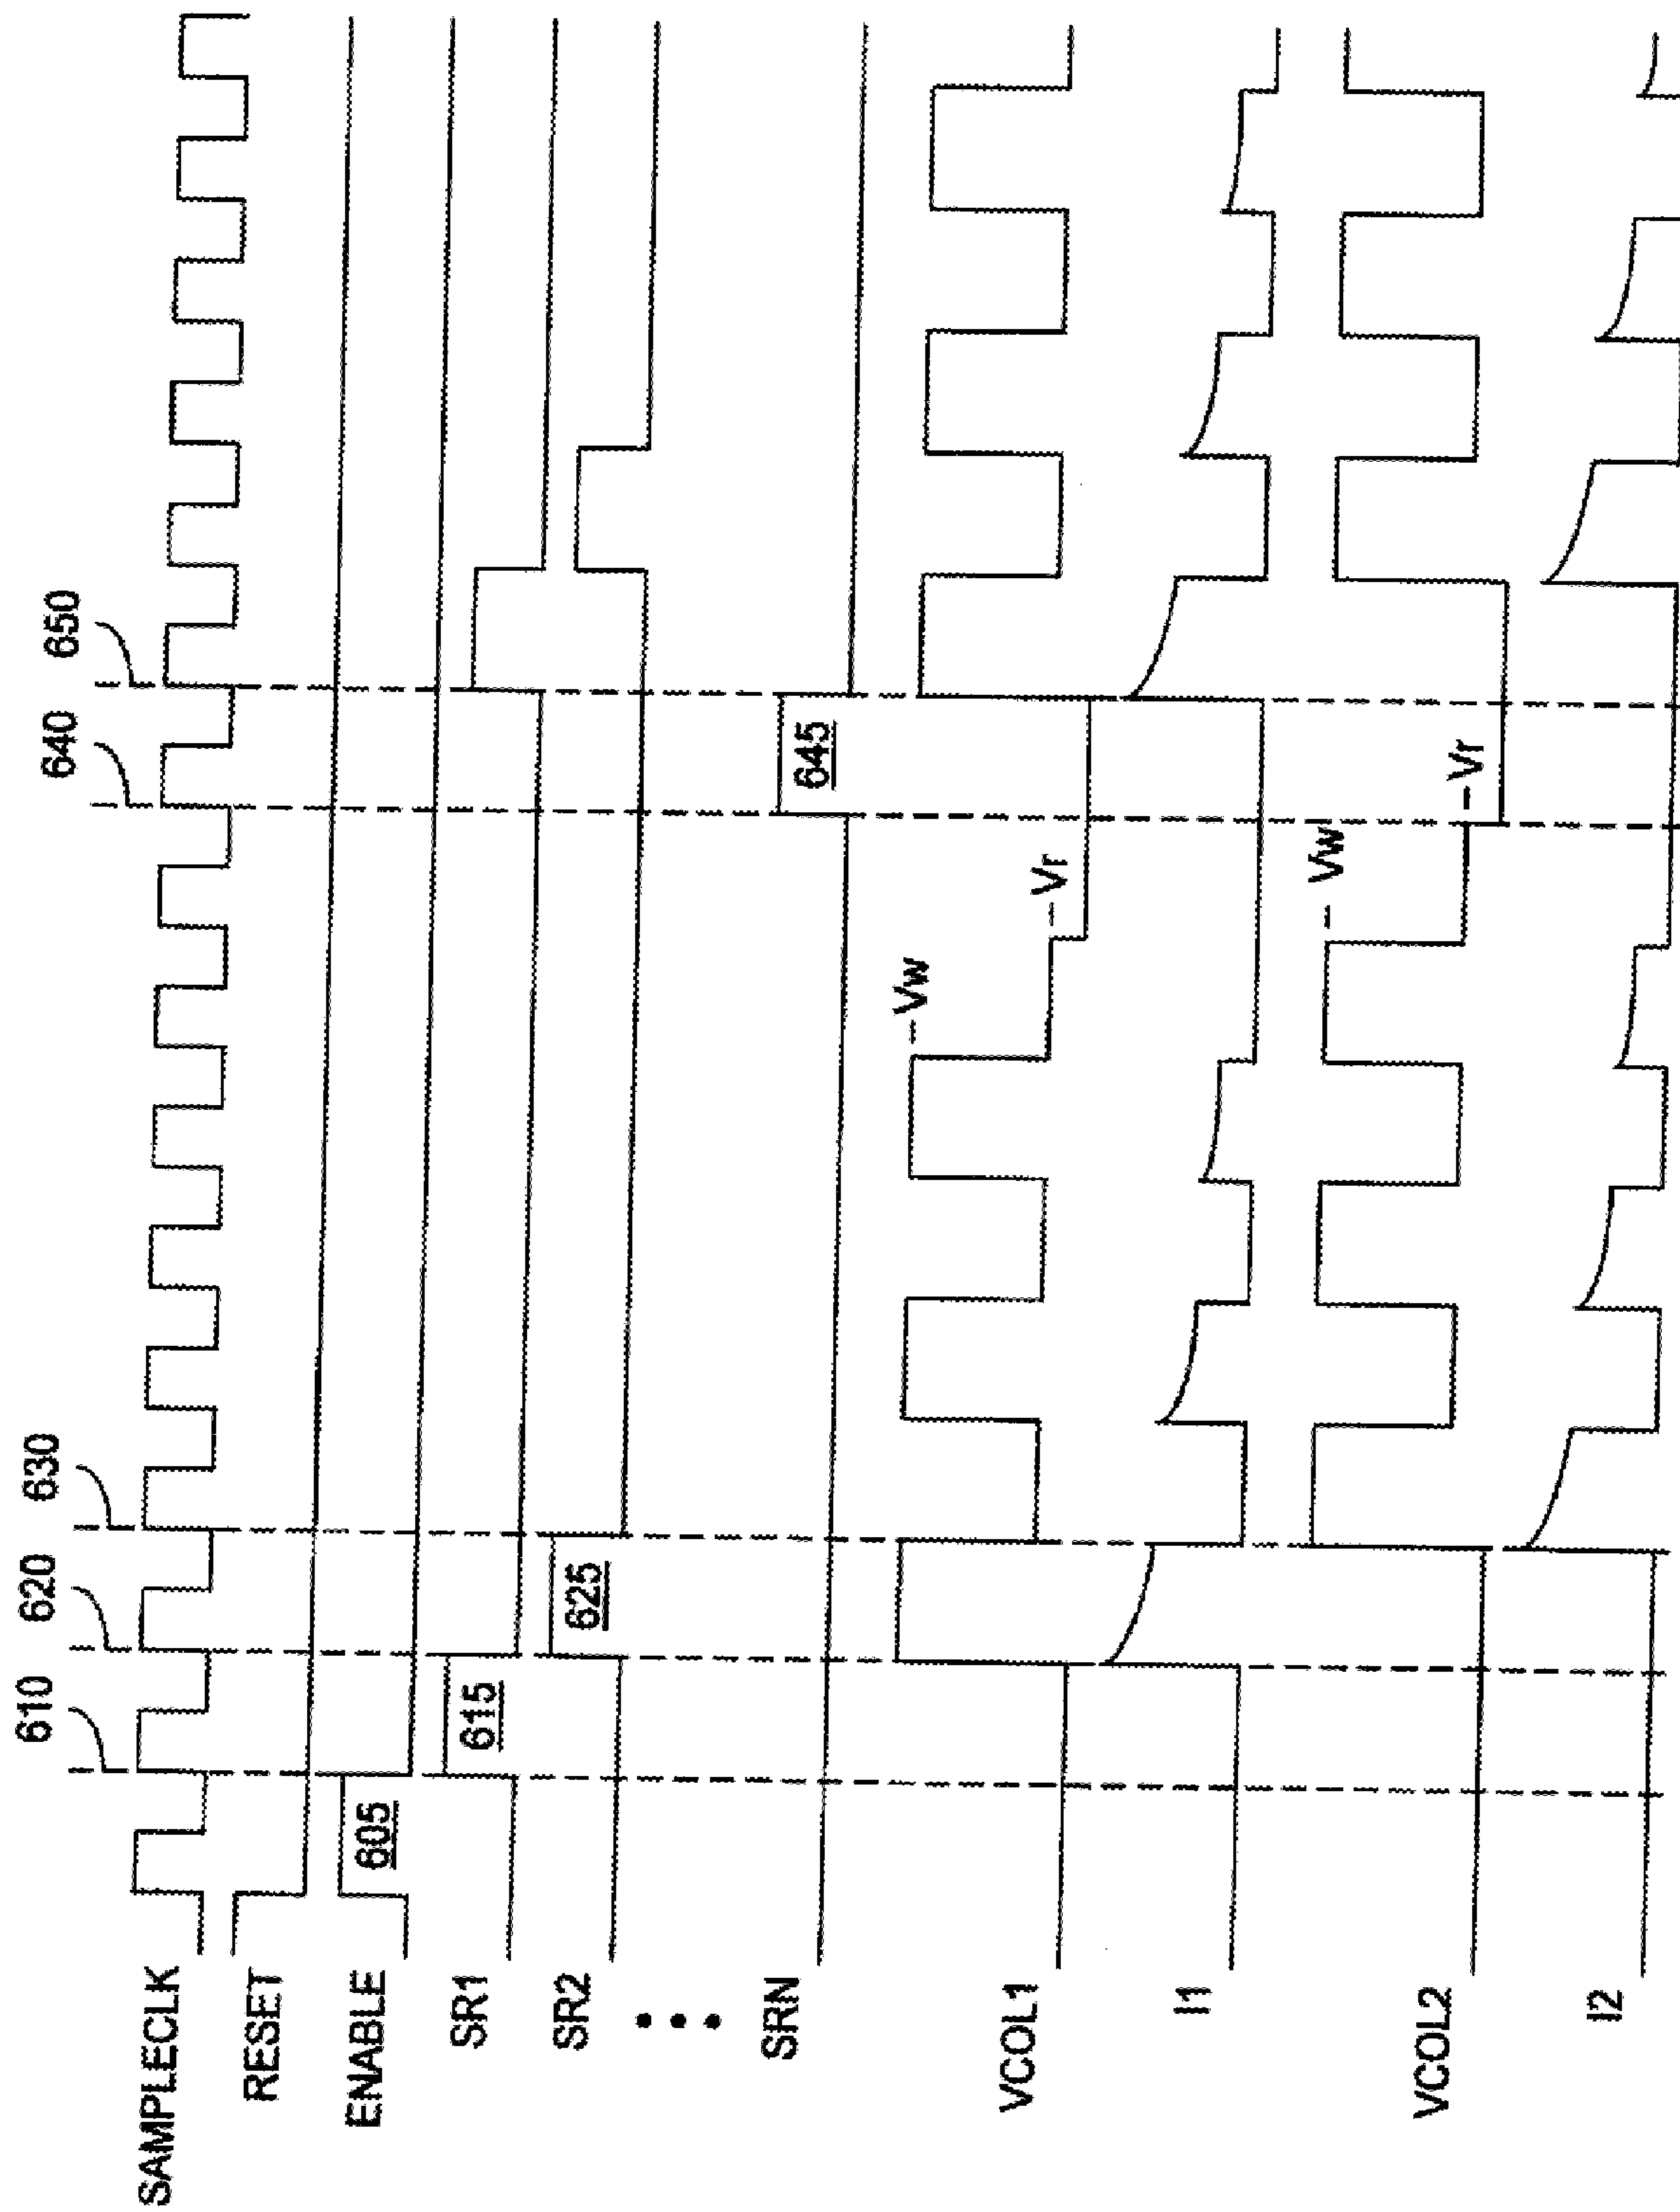 610
620
630
640
650
SAMPLECLK
RESET
ENABLE
605
SR1
615
SR2
625
SRN
645
VCOL1
Vw
Vr
I1
VCOL2
Vw
Vr
I2